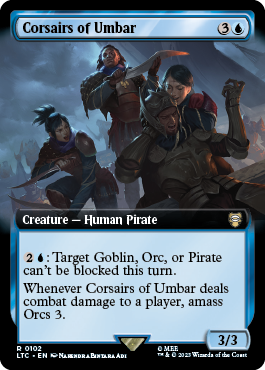 Corsairs of Umbar 3
Creature — Human Pirate
2 : Target Goblin, Orc, or Pirate
can't be blocked this turn.
Whenever Corsairs of Umbar deals
combat damage to a player, amass
Orcs 3.
3/3
R 0102 © MEE
LTC • EN Nahendra Bintara Adi ™ & © 2023 Wizards of the Coast